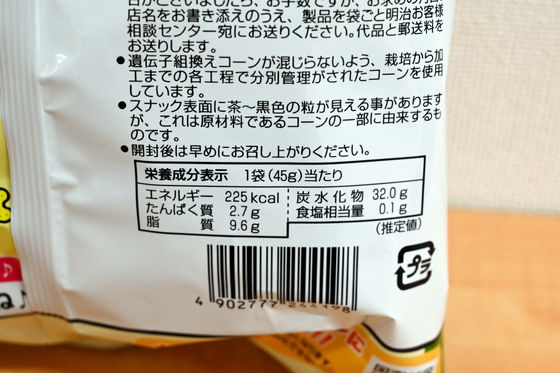 店名をお書き添えのうえ、製品を袋ごと明治お客様
相談センター宛にお送りください。代品と郵送料を
お送りします。
●遺伝子組換えコーンが混じらないよう、栽培から加
工までの各工程で分別管理がされたコーンを使用
しています。
●スナック表面に茶～黒色の粒が見える事があります
が、これは原材料であるコーンの一部に由来するも
のです。
●開封後は早めにお召し上がりください。
栄養成分表示 1袋(45g)当たり
エネルギー 225kcal 炭水化物 32.0g
たんぱく質 2.7g 食塩相当量 0.1g
脂質 9.6g (推定値)
プラ
4 902777